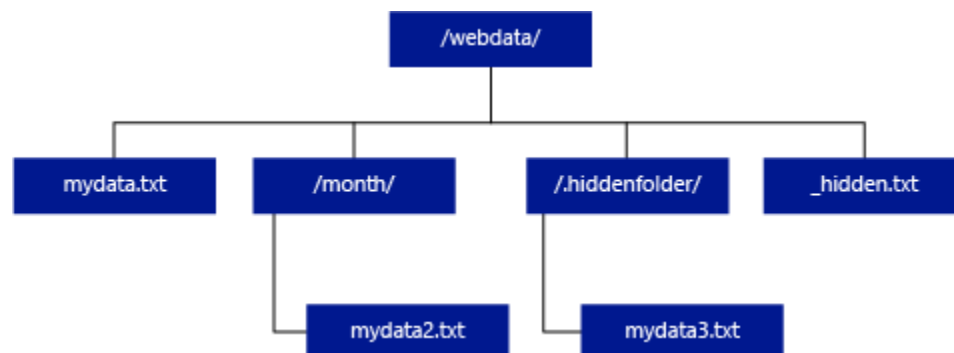 /webdata/
mydata.txt
/month/
/.hiddenfolder/
_hidden.txt
mydata2.txt
mydata3.txt